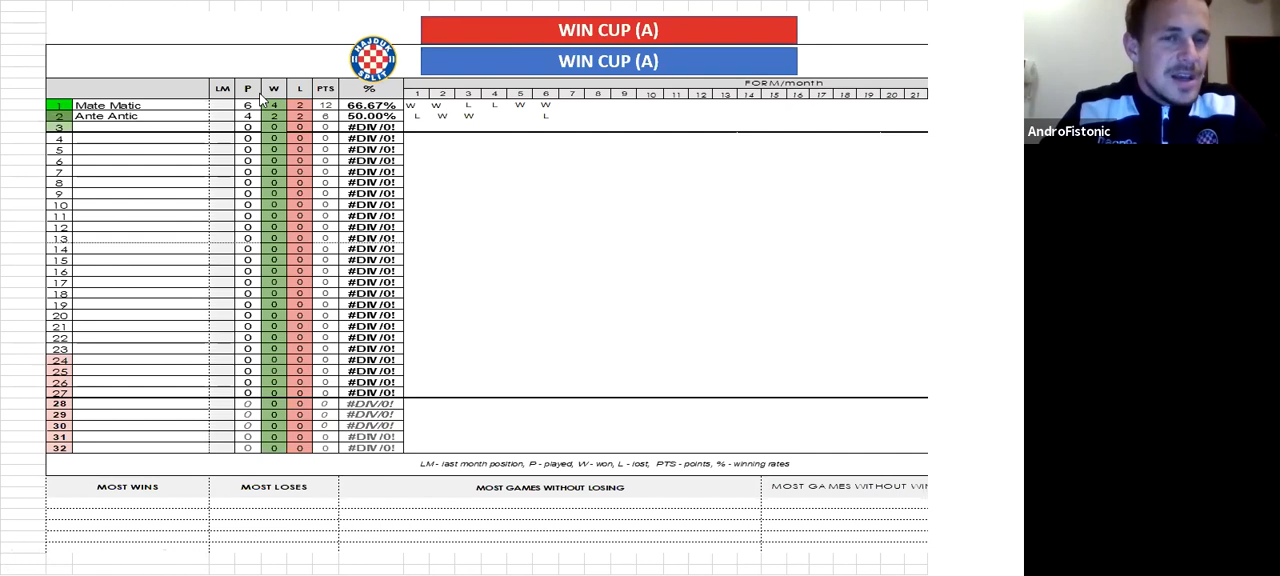 WIN CUP (A)
WIN CUP (A)
HAJDUK SPLIT
FORM/month
LM P W L PTS % 1 2 3 4 5 6 7 8 9 10 11 12 13 14 15 16 17 18 19 20 21
1 Mate Matic 6 4 2 12 66.67% W W L L W W
2 Ante Antic 4 2 2 6 50.00% L W W L
3 0 0 0 0 #DIV/0!
4 0 0 0 0 #DIV/0!
5 0 0 0 0 #DIV/0!
6 0 0 0 0 #DIV/0!
7 0 0 0 0 #DIV/0!
8 0 0 0 0 #DIV/0!
9 0 0 0 0 #DIV/0!
10 0 0 0 0 #DIV/0!
11 0 0 0 0 #DIV/0!
12 0 0 0 0 #DIV/0!
13 0 0 0 0 #DIV/0!
14 0 0 0 0 #DIV/0!
15 0 0 0 0 #DIV/0!
16 0 0 0 0 #DIV/0!
17 0 0 0 0 #DIV/0!
18 0 0 0 0 #DIV/0!
19 0 0 0 0 #DIV/0!
20 0 0 0 0 #DIV/0!
21 0 0 0 0 #DIV/0!
22 0 0 0 0 #DIV/0!
23 0 0 0 0 #DIV/0!
24 0 0 0 0 #DIV/0!
25 0 0 0 0 #DIV/0!
26 0 0 0 0 #DIV/0!
27 0 0 0 0 #DIV/0!
28 0 0 0 0 #DIV/0!
29 0 0 0 0 #DIV/0!
30 0 0 0 0 #DIV/0!
31 0 0 0 0 #DIV/0!
32 0 0 0 0 #DIV/0!
LM - last month position, P - played, W - won, L - lost, PTS - points, % - winning rates
MOST WINS MOST LOSES MOST GAMES WITHOUT LOSING MOST GAMES WITHOUT
AndroFistonic